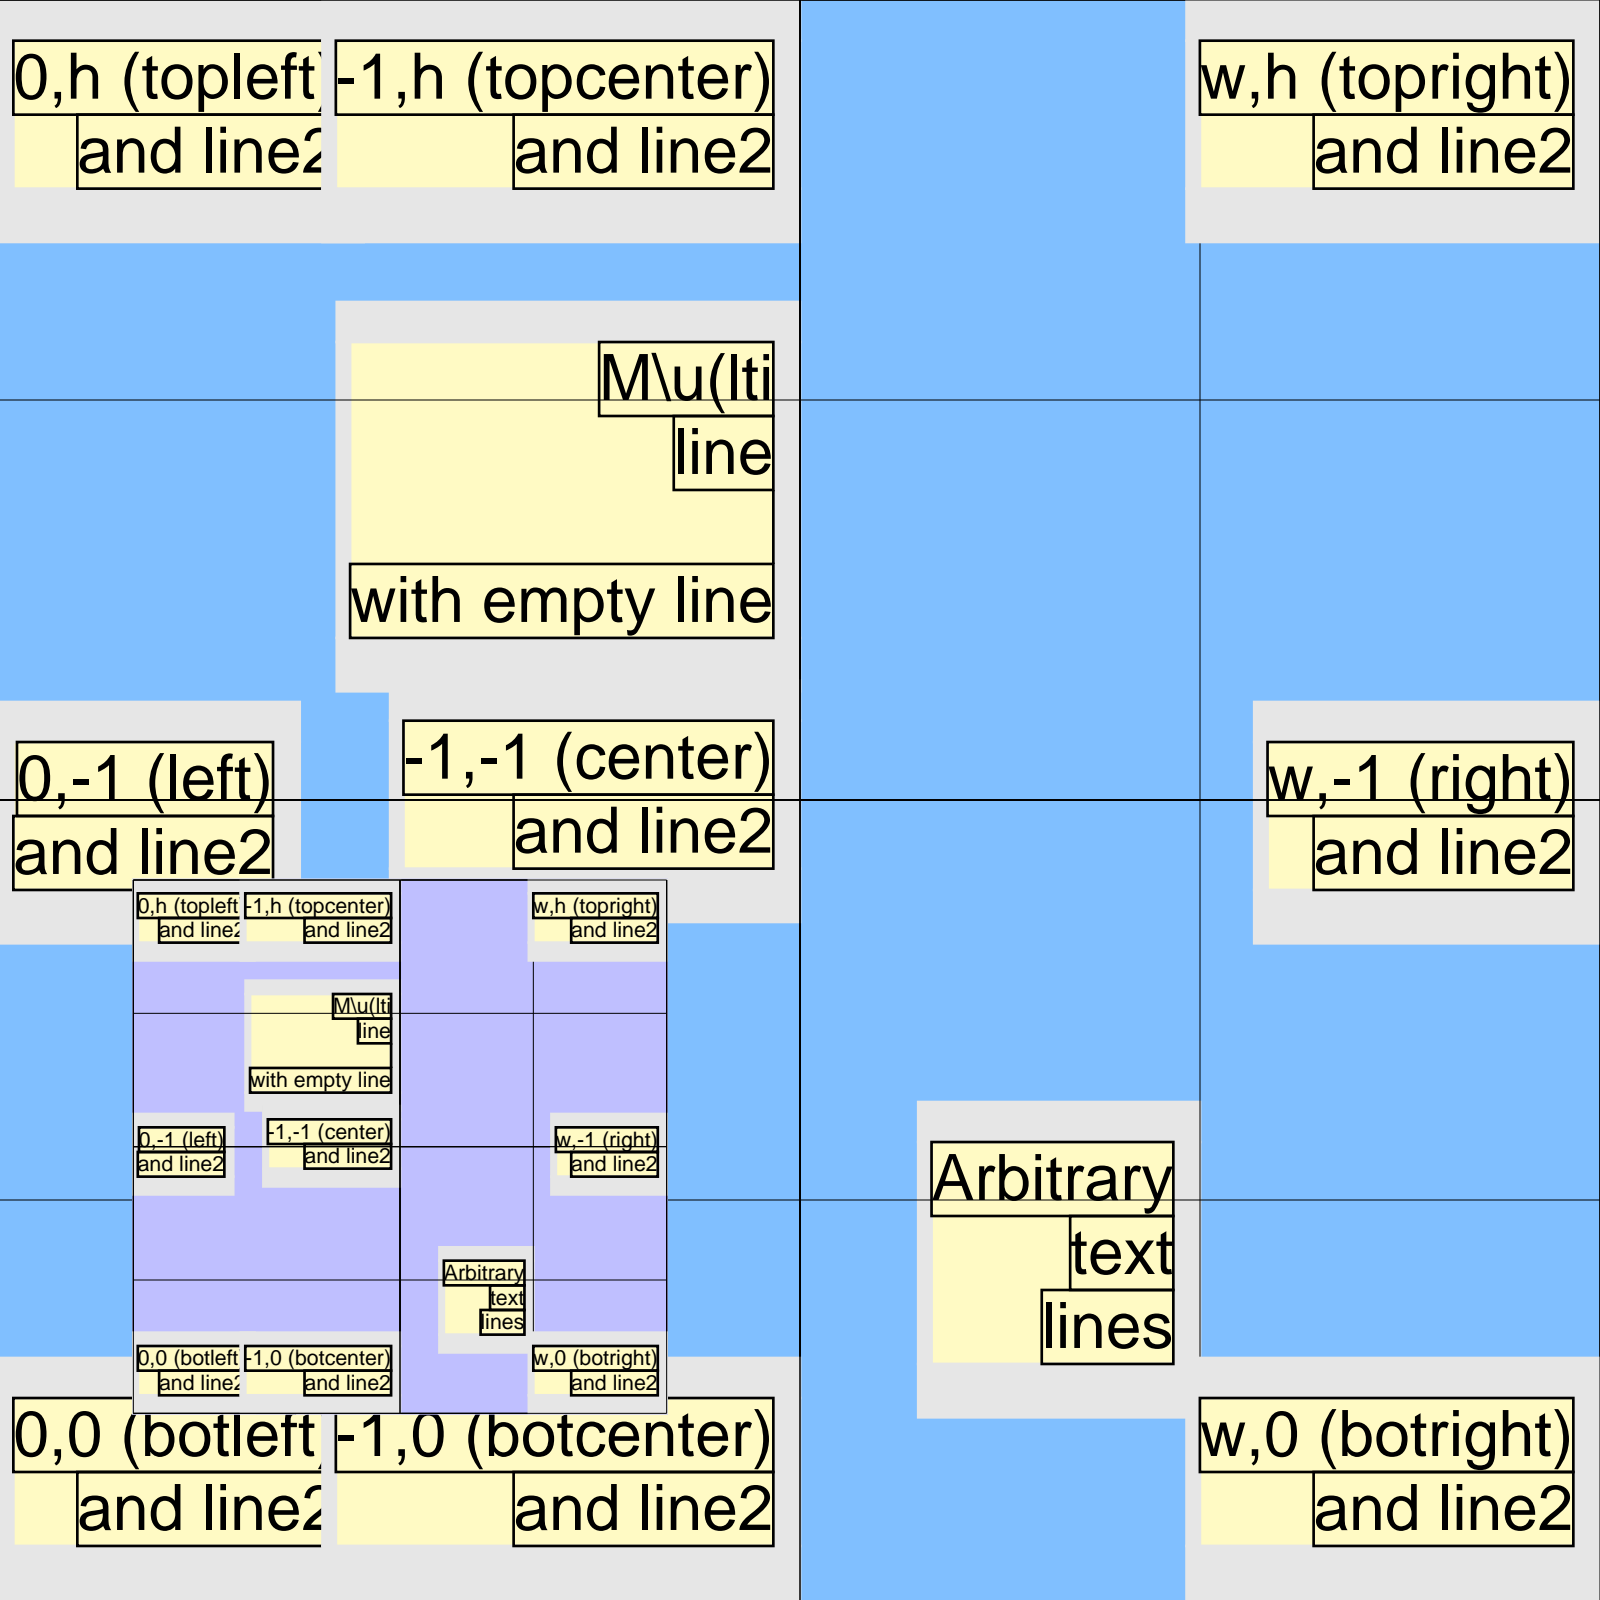 0,h (topleft)
and line2
-1,h (topcenter)
and line2
w,h (topright)
and line2
M\u(lti
line
with empty line
0,-1 (left)
and line2
-1,-1 (center)
and line2
w,-1 (right)
and line2
0,h (topleft
and line2
-1,h (topcenter)
and line2
w,h (topright)
and line2
M\u(lti
line
with empty line
0,-1 (left)
and line2
-1,-1 (center)
and line2
w,-1 (right)
and line2
Arbitrary
text
lines
0,0 (botleft
and line2
-1,0 (botcenter)
and line2
w,0 (botright)
and line2
Arbitrary
text
lines
0,0 (botleft
and line2
-1,0 (botcenter)
and line2
w,0 (botright)
and line2